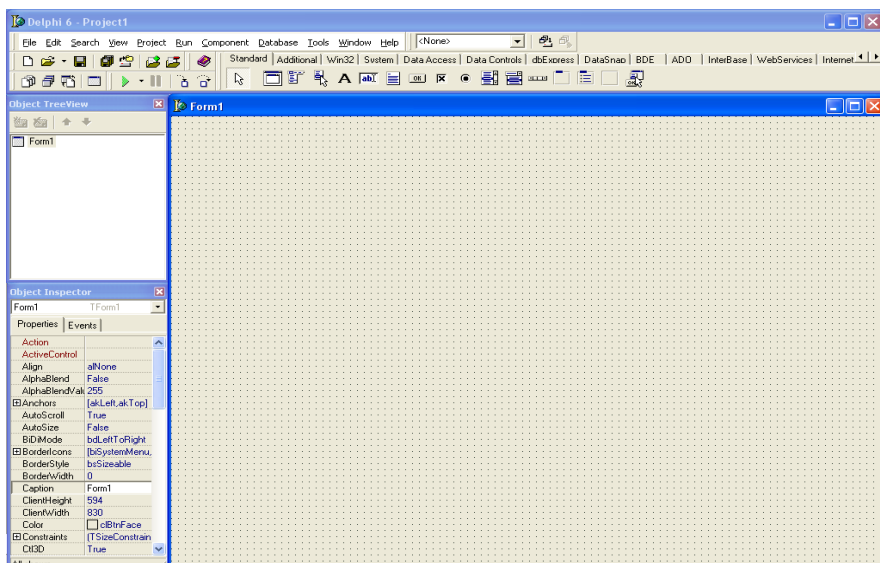 Delphi 6 - Project1
File Edit Search View Project Run Component Database Tools Window Help <None>
Standard Additional Win32 System Data Access Data Controls dbExpress DataSnap BDE ADO InterBase WebServices Internet
Object TreeView
Form1
Form1
Object Inspector
Form1 TForm1
Properties Events
Action
ActiveControl
Align alNone
AlphaBlend False
AlphaBlendVal 255
Anchors [akLeft,akTop]
AutoScroll True
AutoSize False
BiDiMode bdLeftToRight
BorderIcons [biSystemMenu,
BorderStyle bsSizeable
BorderWidth 0
Caption Form1
ClientHeight 594
ClientWidth 830
Color clBtnFace
Constraints (TSizeConstrain
Ctl3D True